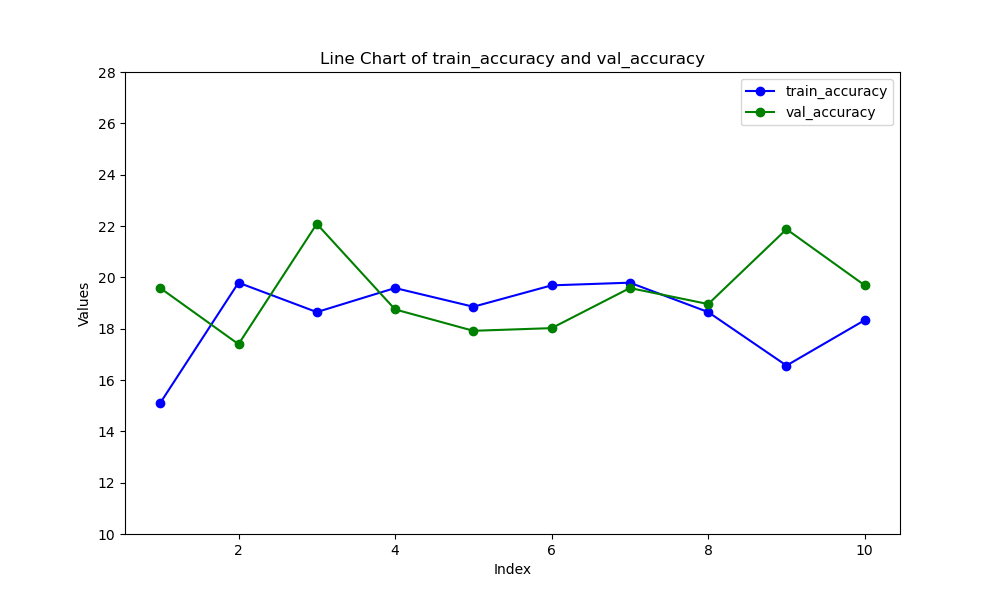 Line Chart of train_accuracy and val_accuracy
28
26
24
22
20
18
16
14
12
10
Values
train_accuracy
val_accuracy
2 4 6 8 10
Index